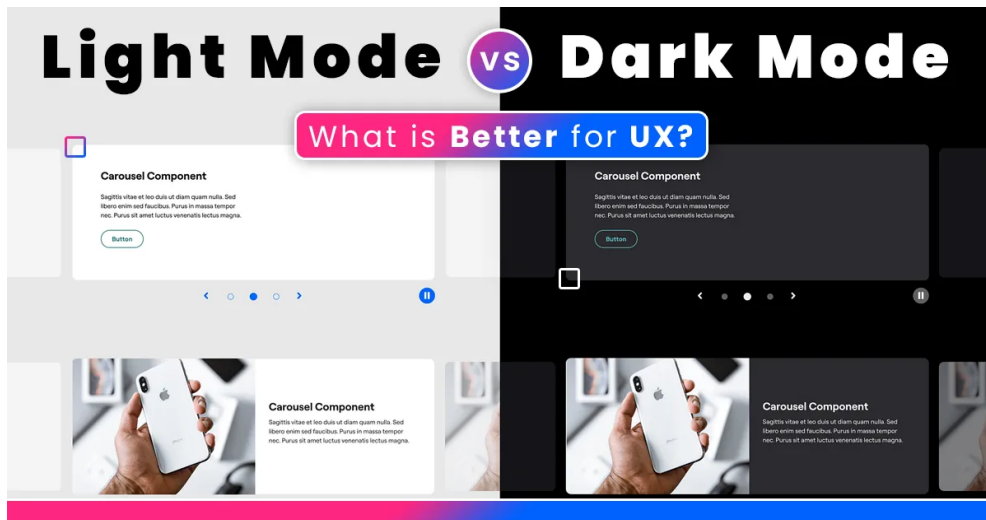 Light Mode vs Dark Mode
What is Better for UX?
Carousel Component
Sagittis vitae et leo duis ut diam quam nulla. Sed
libero enim sed faucibus. Purus in massa tempor
nec. Purus sit amet luctus venenatis lectus magna.
Button
Carousel Component
Sagittis vitae et leo duis ut diam quam nulla. Sed
libero enim sed faucibus. Purus in massa tempor
nec. Purus sit amet luctus venenatis lectus magna.
Button
Carousel Component
Sagittis vitae et leo duis ut diam quam nulla. Sed
libero enim sed faucibus. Purus in massa tempor
nec. Purus sit amet luctus venenatis lectus magna.
Carousel Component
Sagittis vitae et leo duis ut diam quam nulla. Sed
libero enim sed faucibus. Purus in massa tempor
nec. Purus sit amet luctus venenatis lectus magna.